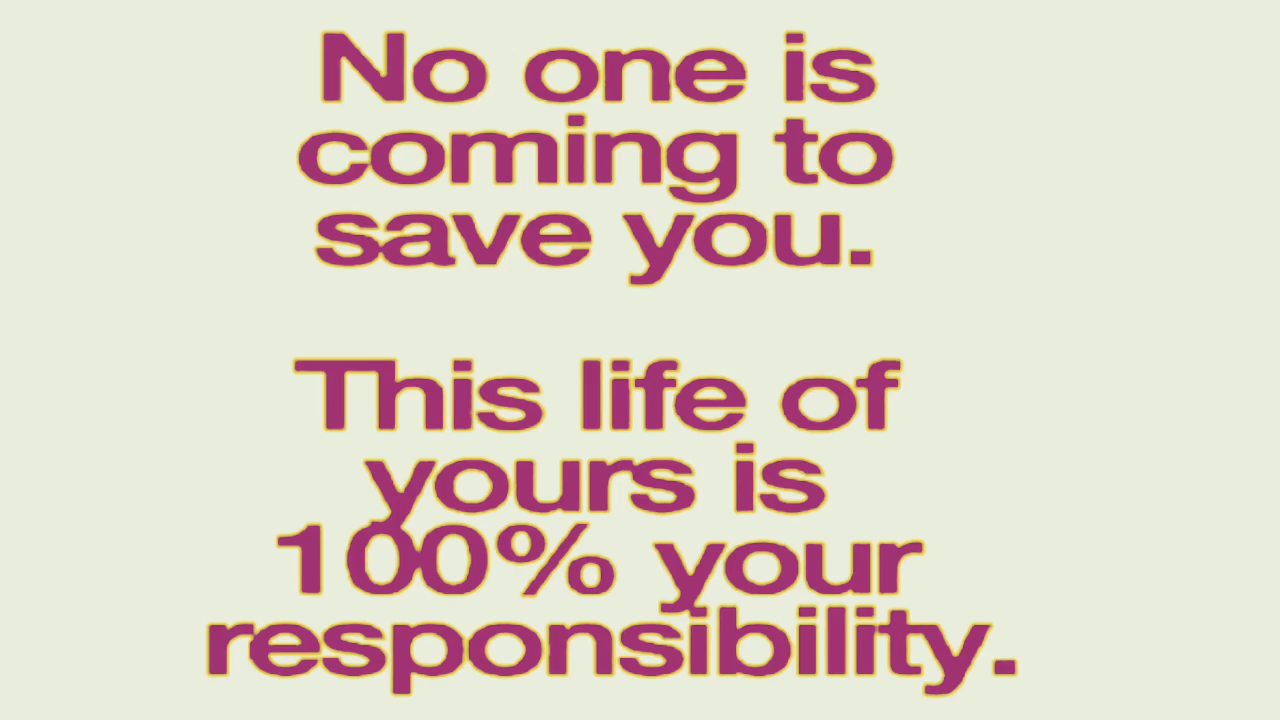 No one is
coming to
save you.
This life of
yours is
100% your
responsibility.